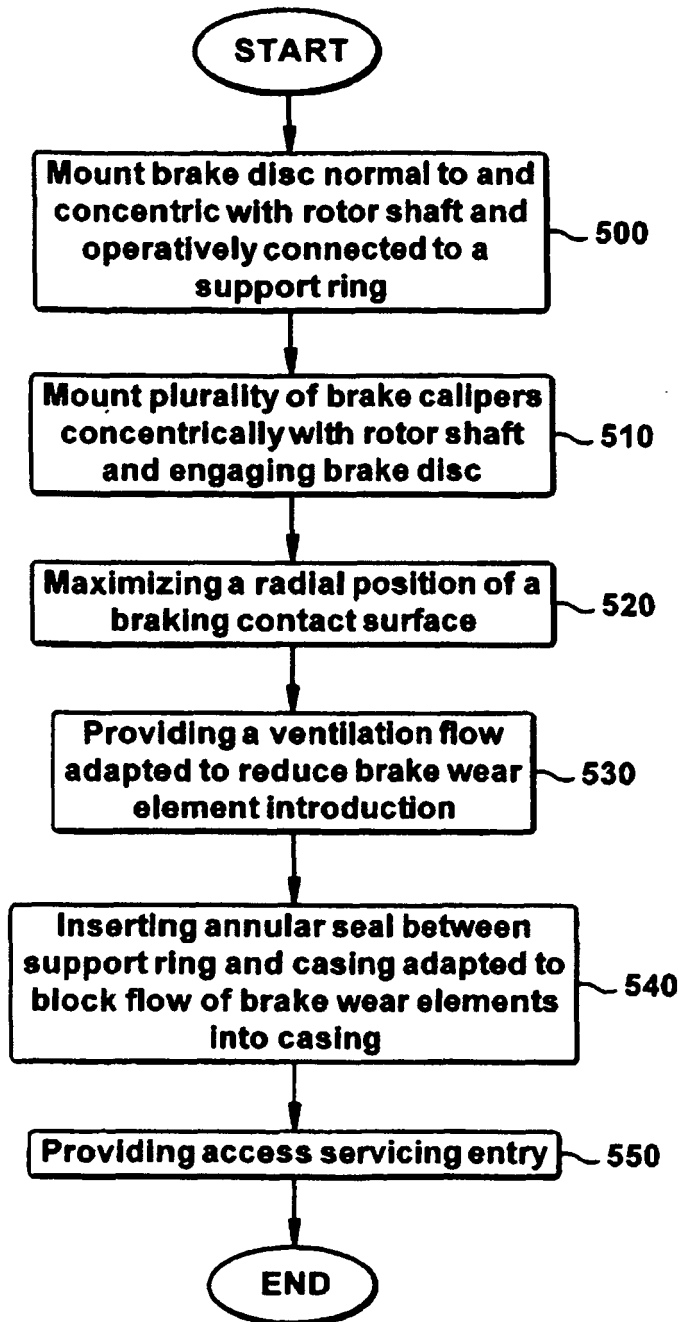 START
Mount brake disc normal to and
concentric with rotor shaft and
operatively connected to a
support ring
500
Mount plurality of brake calipers
concentrically with rotor shaft
and engaging brake disc
510
Maximizing a radial position of a
braking contact surface
520
Providing a ventilation flow
adapted to reduce brake wear
element introduction
530
Inserting annular seal between
support ring and casing adapted to
block flow of brake wear elements
into casing
540
Providing access servicing entry
550
END